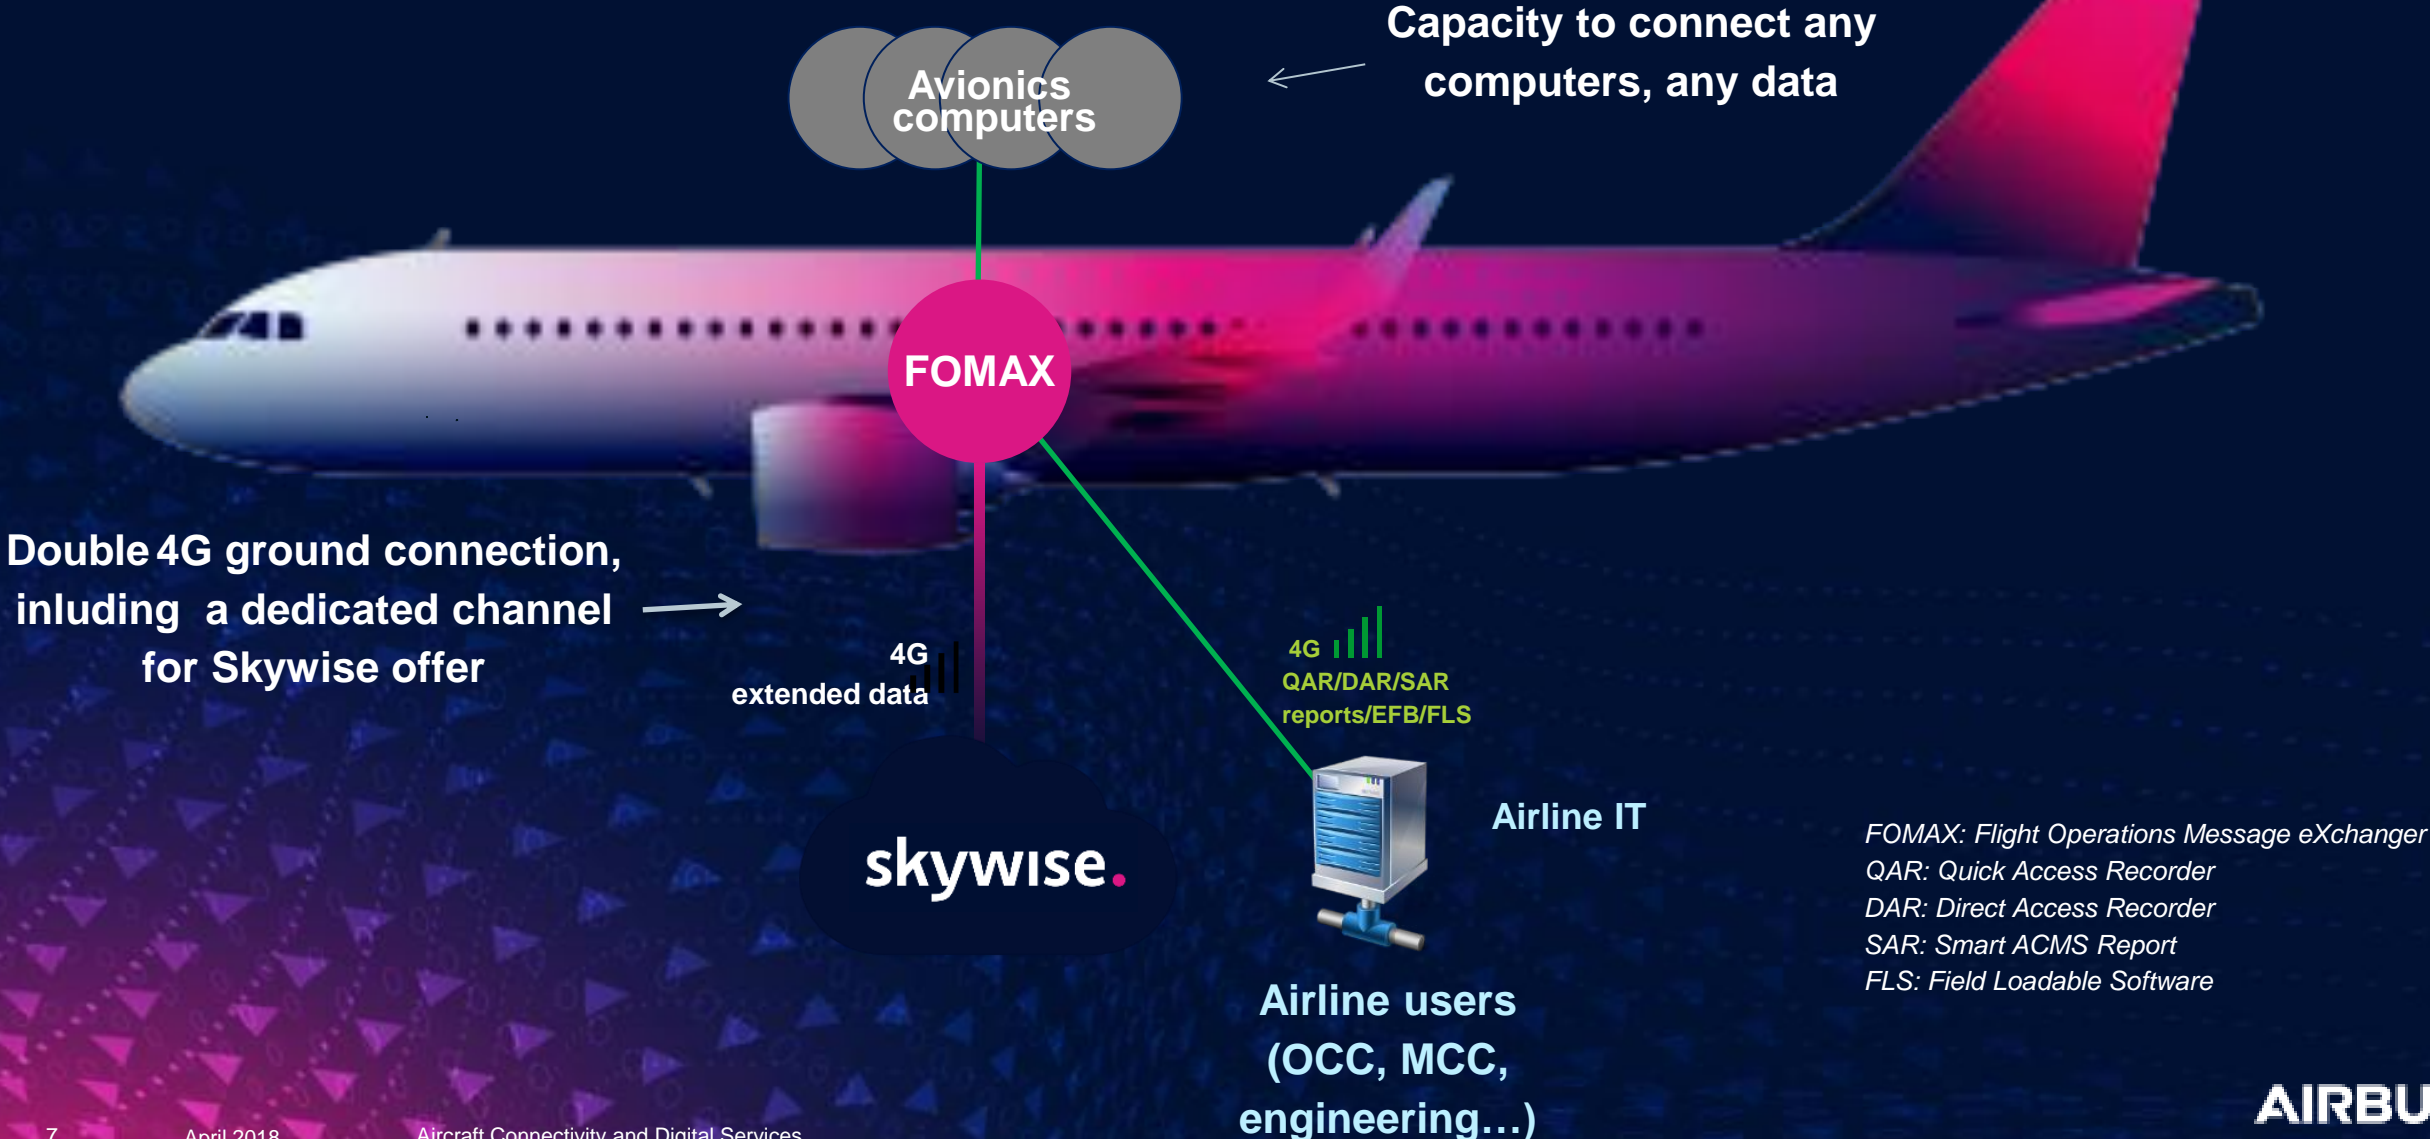 Capacity to connect any
computers, any data
Avionics
computers
FOMAX
Double 4G ground connection,
inluding a dedicated channel
for Skywise offer
4G
extended data
4G
QAR/DAR/SAR
reports/EFB/FLS
skywise.
Airline IT
Airline users
(OCC, MCC,
engineering...)
FOMAX: Flight Operations Message eXchanger
QAR: Quick Access Recorder
DAR: Direct Access Recorder
SAR: Smart ACMS Report
FLS: Field Loadable Software
7 April 2018 Aircraft Connectivity and Digital Services
AIRBU